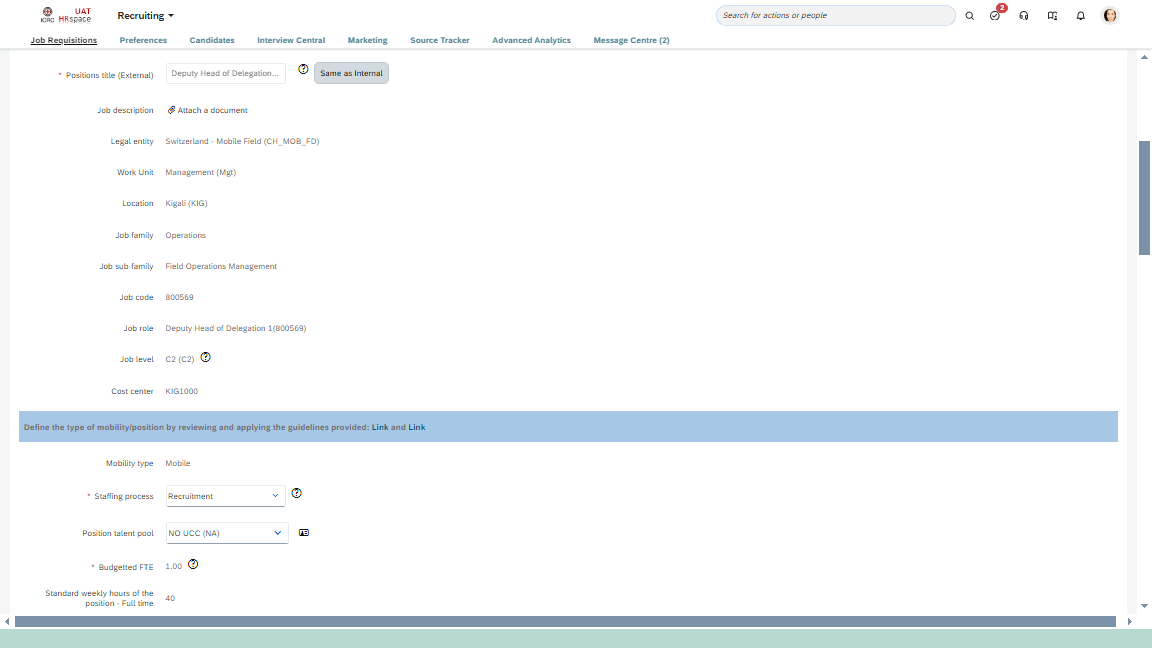 ICRC
UAT
HRspace
Recruiting
Search for actions or people
2
Job Requisitions
Preferences
Candidates
Interview Central
Marketing
Source Tracker
Advanced Analytics
Message Centre (2)
* Positions title (External)
Deputy Head of Delegation...
Same as Internal
Job description
Attach a document
Legal entity
Switzerland - Mobile Field (CH_MOB_FD)
Work Unit
Management (Mgt)
Location
Kigali (KIG)
Job family
Operations
Job sub-family
Field Operations Management
Job code
800569
Job role
Deputy Head of Delegation 1(800569)
Job level
C2 (C2)
Cost center
KIG1000
Define the type of mobility/position by reviewing and applying the guidelines provided: Link and Link
Mobility type
Mobile
* Staffing process
Recruitment
Position talent pool
NO UCC (NA)
* Budgetted FTE
1.00
Standard weekly hours of the
position - Full time
40